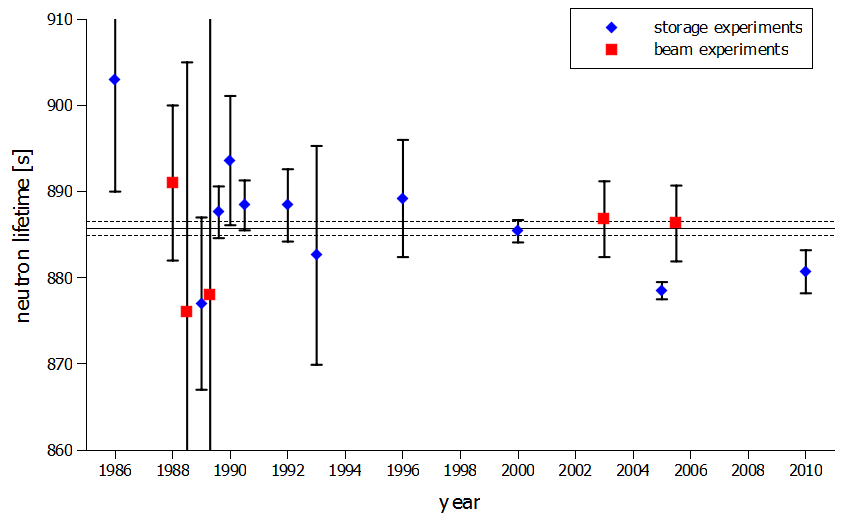 910
900
890
880
870
860
neutron lifetime [s]
storage experiments
beam experiments
1986 1988 1990 1992 1994 1996 1998 2000 2002 2004 2006 2008 2010
year